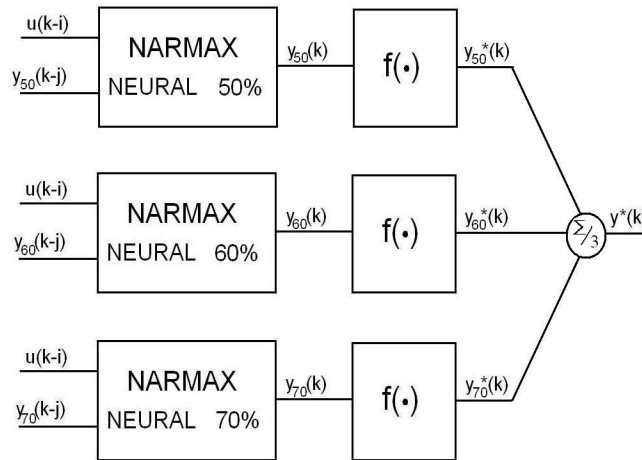 u(k-i)
y50(k-j)
NARMAX
NEURAL 50%
y50(k)
f(·)
y50*(k)
u(k-i)
y60(k-j)
NARMAX
NEURAL 60%
y60(k)
f(·)
y60*(k)
Σ/3
y*(k)
u(k-i)
y70(k-j)
NARMAX
NEURAL 70%
y70(k)
f(·)
y70*(k)